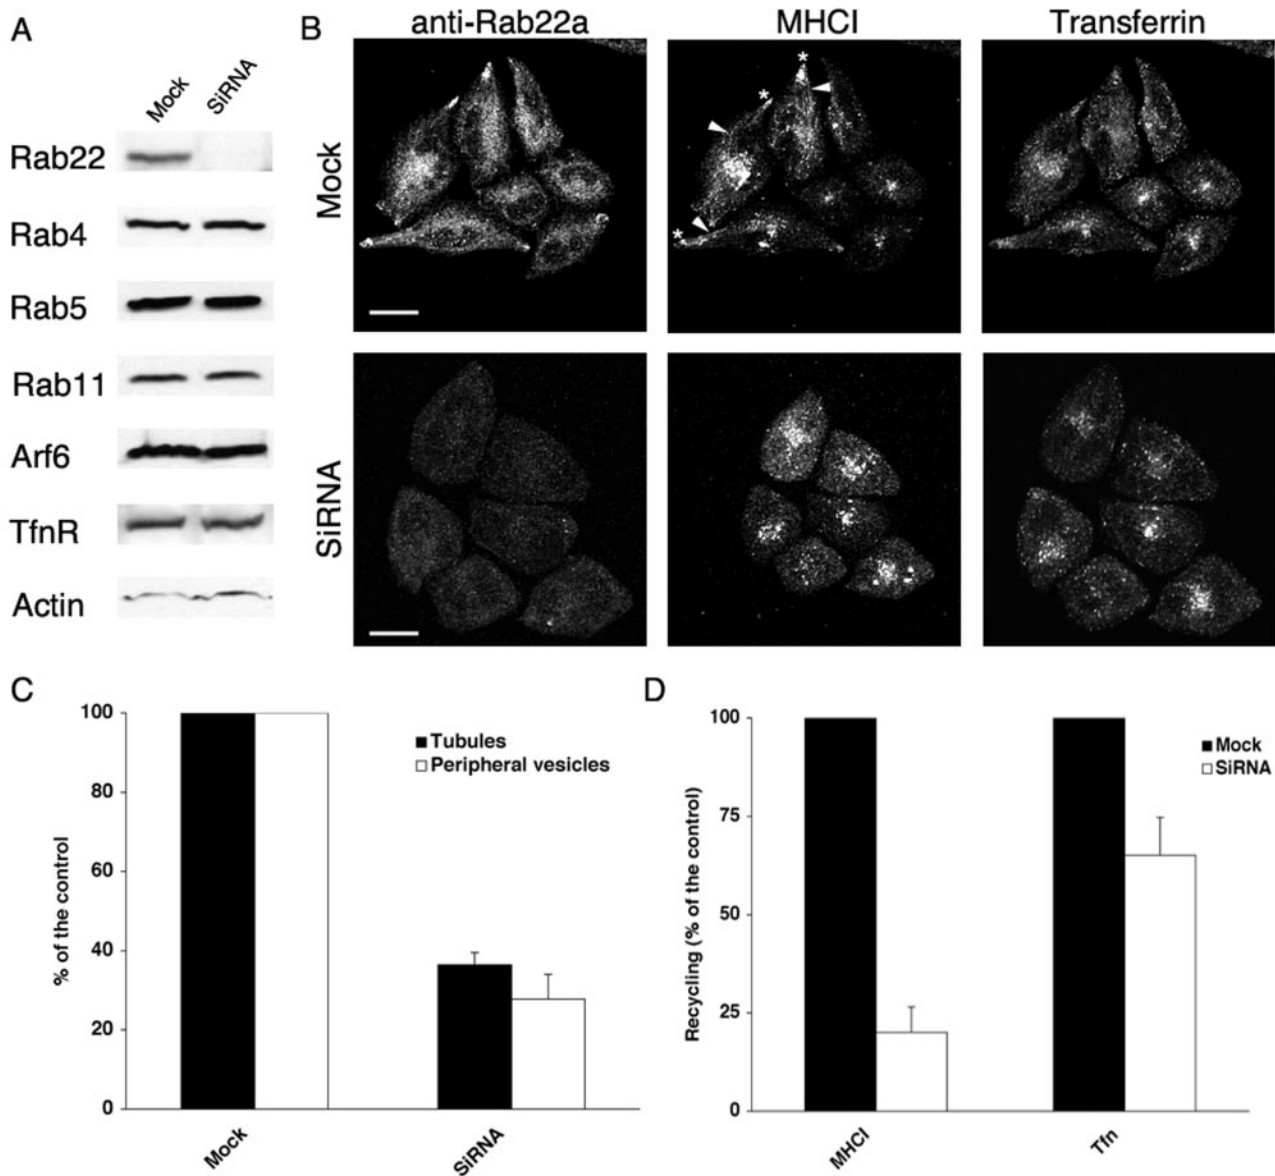 A
Mock SiRNA
Rab22
Rab4
Rab5
Rab11
Arf6
TfnR
Actin
B
anti-Rab22a MHCI Transferrin
Mock
* * *
SiRNA
C
100
80
60
40
20
0
% of the control
Tubules
Peripheral vesicles
Mock SiRNA
D
100
75
50
25
0
Recycling (% of the control)
Mock
SiRNA
MHCI Tfn